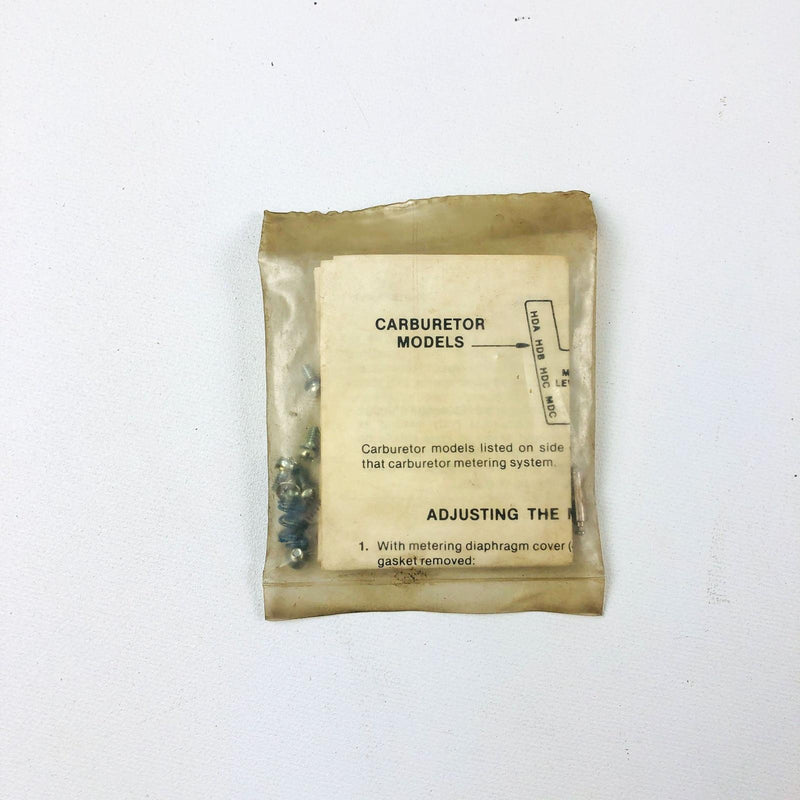 CARBURETOR
MODELS
HDA HDB HDC MDC
M
LE
Carburetor models listed on side
that carburetor metering system.
ADJUSTING THE
1. With metering diaphragm cover (
gasket removed: